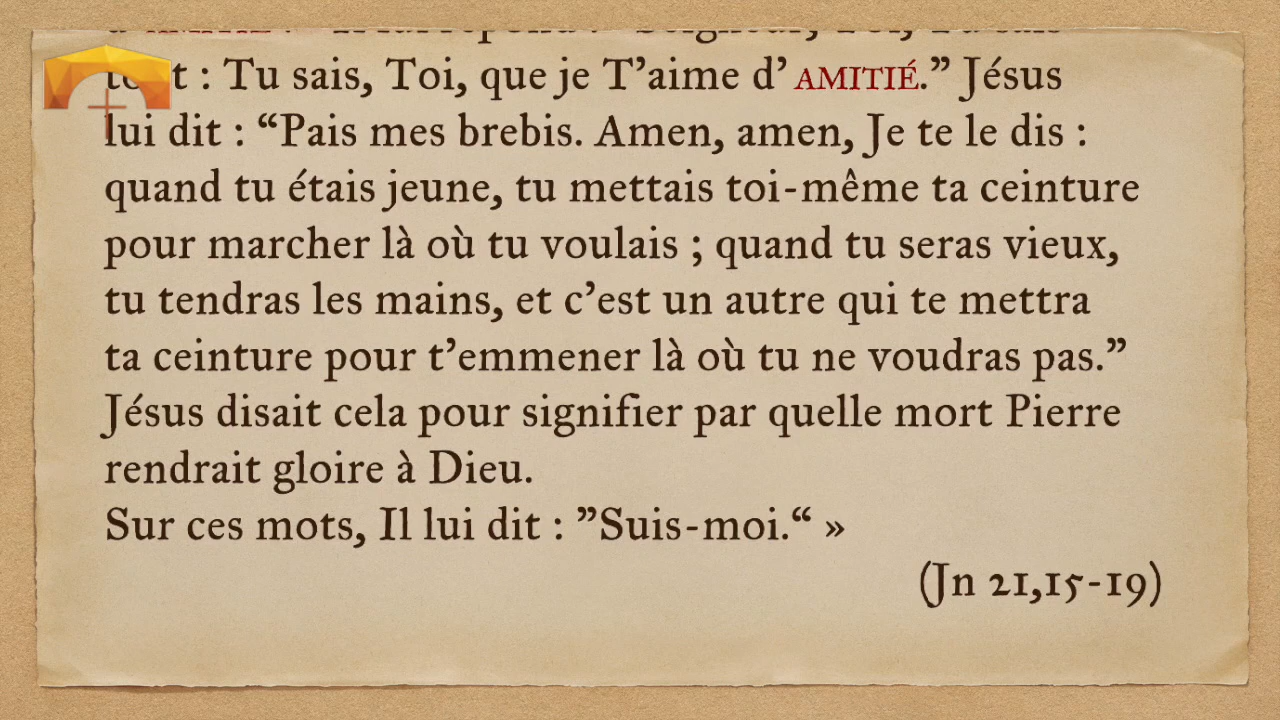 tout : Tu sais, Toi, que je T’aime d’ AMITIÉ.” Jésus
lui dit : “Pais mes brebis. Amen, amen, Je te le dis :
quand tu étais jeune, tu mettais toi-même ta ceinture
pour marcher là où tu voulais ; quand tu seras vieux,
tu tendras les mains, et c’est un autre qui te mettra
ta ceinture pour t’emmener là où tu ne voudras pas.”
Jésus disait cela pour signifier par quelle mort Pierre
rendrait gloire à Dieu.
Sur ces mots, Il lui dit : ”Suis-moi.“ »
(Jn 21,15-19)